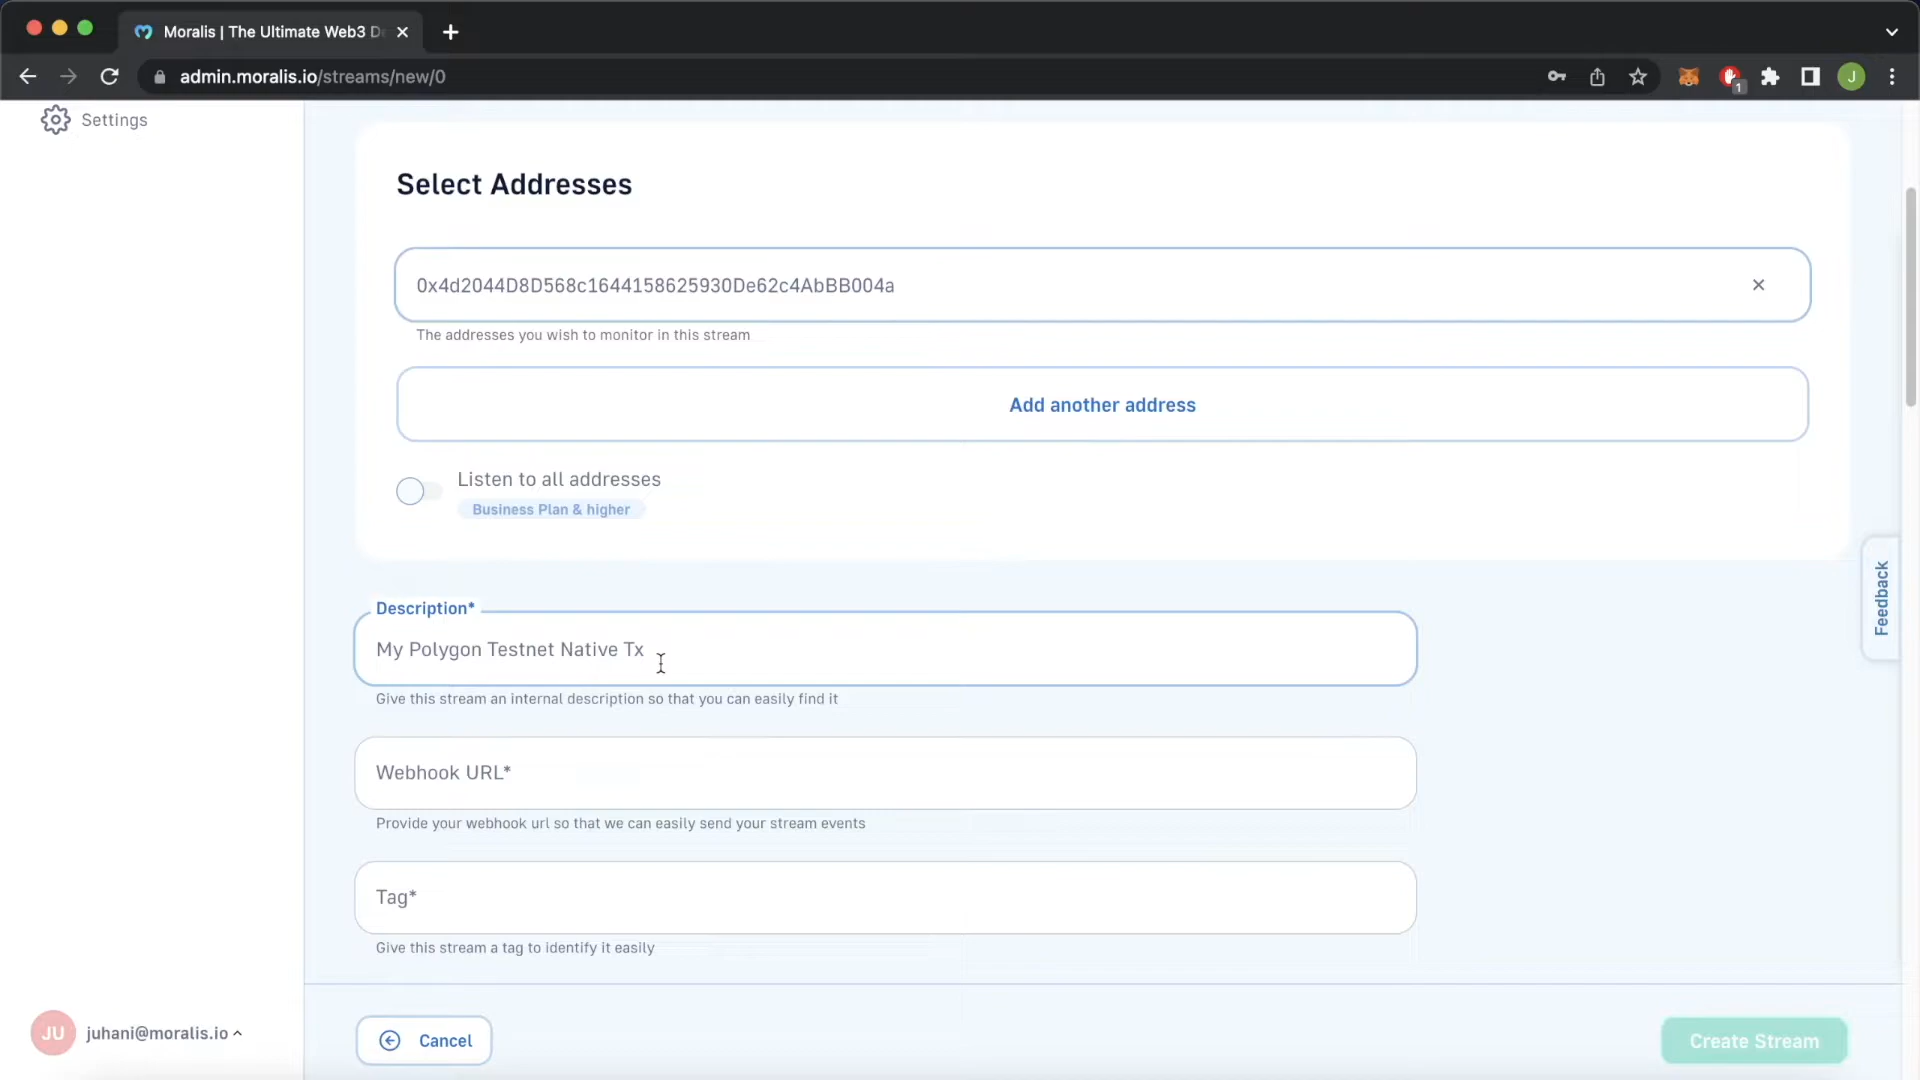 Moralis | The Ultimate Web3 D
admin.moralis.io/streams/new/0
1
J
Settings
Select Addresses
0x4d2044D8D568c1644158625930De62c4AbBB004a
The addresses you wish to monitor in this stream
Add another address
Listen to all addresses
Business Plan & higher
Feedback
Description*
My Polygon Testnet Native Tx
Give this stream an internal description so that you can easily find it
Webhook URL*
Provide your webhook url so that we can easily send your stream events
Tag*
Give this stream a tag to identify it easily
JU
juhani@moralis.io
Cancel
Create Stream